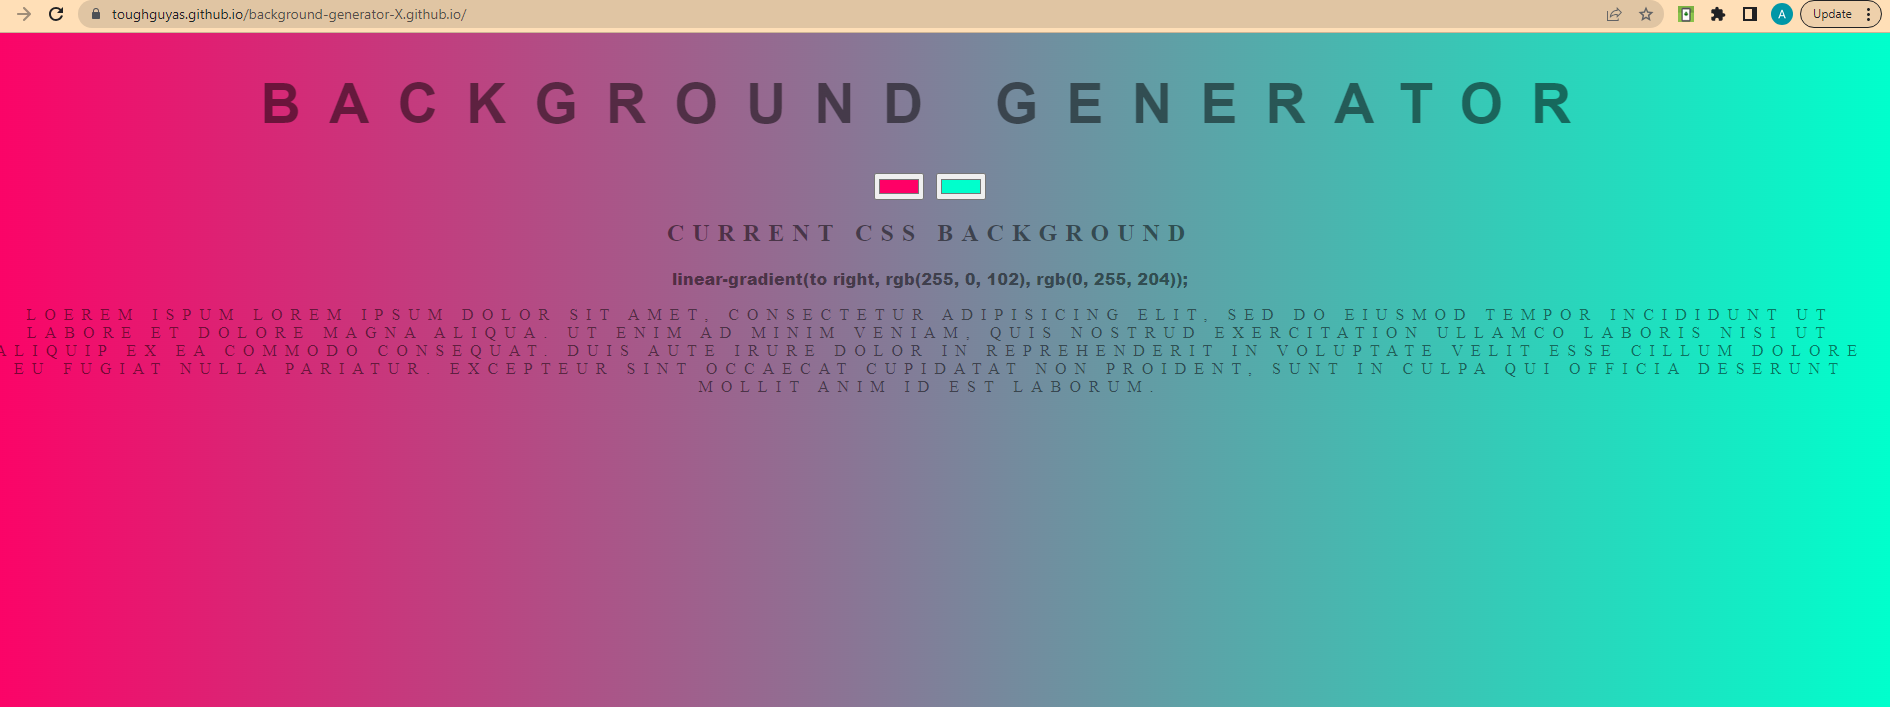 toughguyas.github.io/background-generator-X.github.io/
A
Update
BACKGROUND GENERATOR
CURRENT CSS BACKGROUND
linear-gradient(to right, rgb(255, 0, 102), rgb(0, 255, 204));
LOEREM ISPUM LOREM IPSUM DOLOR SIT AMET, CONSECTETUR ADIPISICING ELIT, SED DO EIUSMOD TEMPOR INCIDIDUNT UT
LABORE ET DOLORE MAGNA ALIQUA. UT ENIM AD MINIM VENIAM, QUIS NOSTRUD EXERCITATION ULLAMCO LABORIS NISI UT
ALIQUIP EX EA COMMODO CONSEQUAT. DUIS AUTE IRURE DOLOR IN REPREHENDERIT IN VOLUPTATE VELIT ESSE CILLUM DOLORE
EU FUGIAT NULLA PARIATUR. EXCEPTEUR SINT OCCAECAT CUPIDATAT NON PROIDENT, SUNT IN CULPA QUI OFFICIA DESERUNT
MOLLIT ANIM ID EST LABORUM.